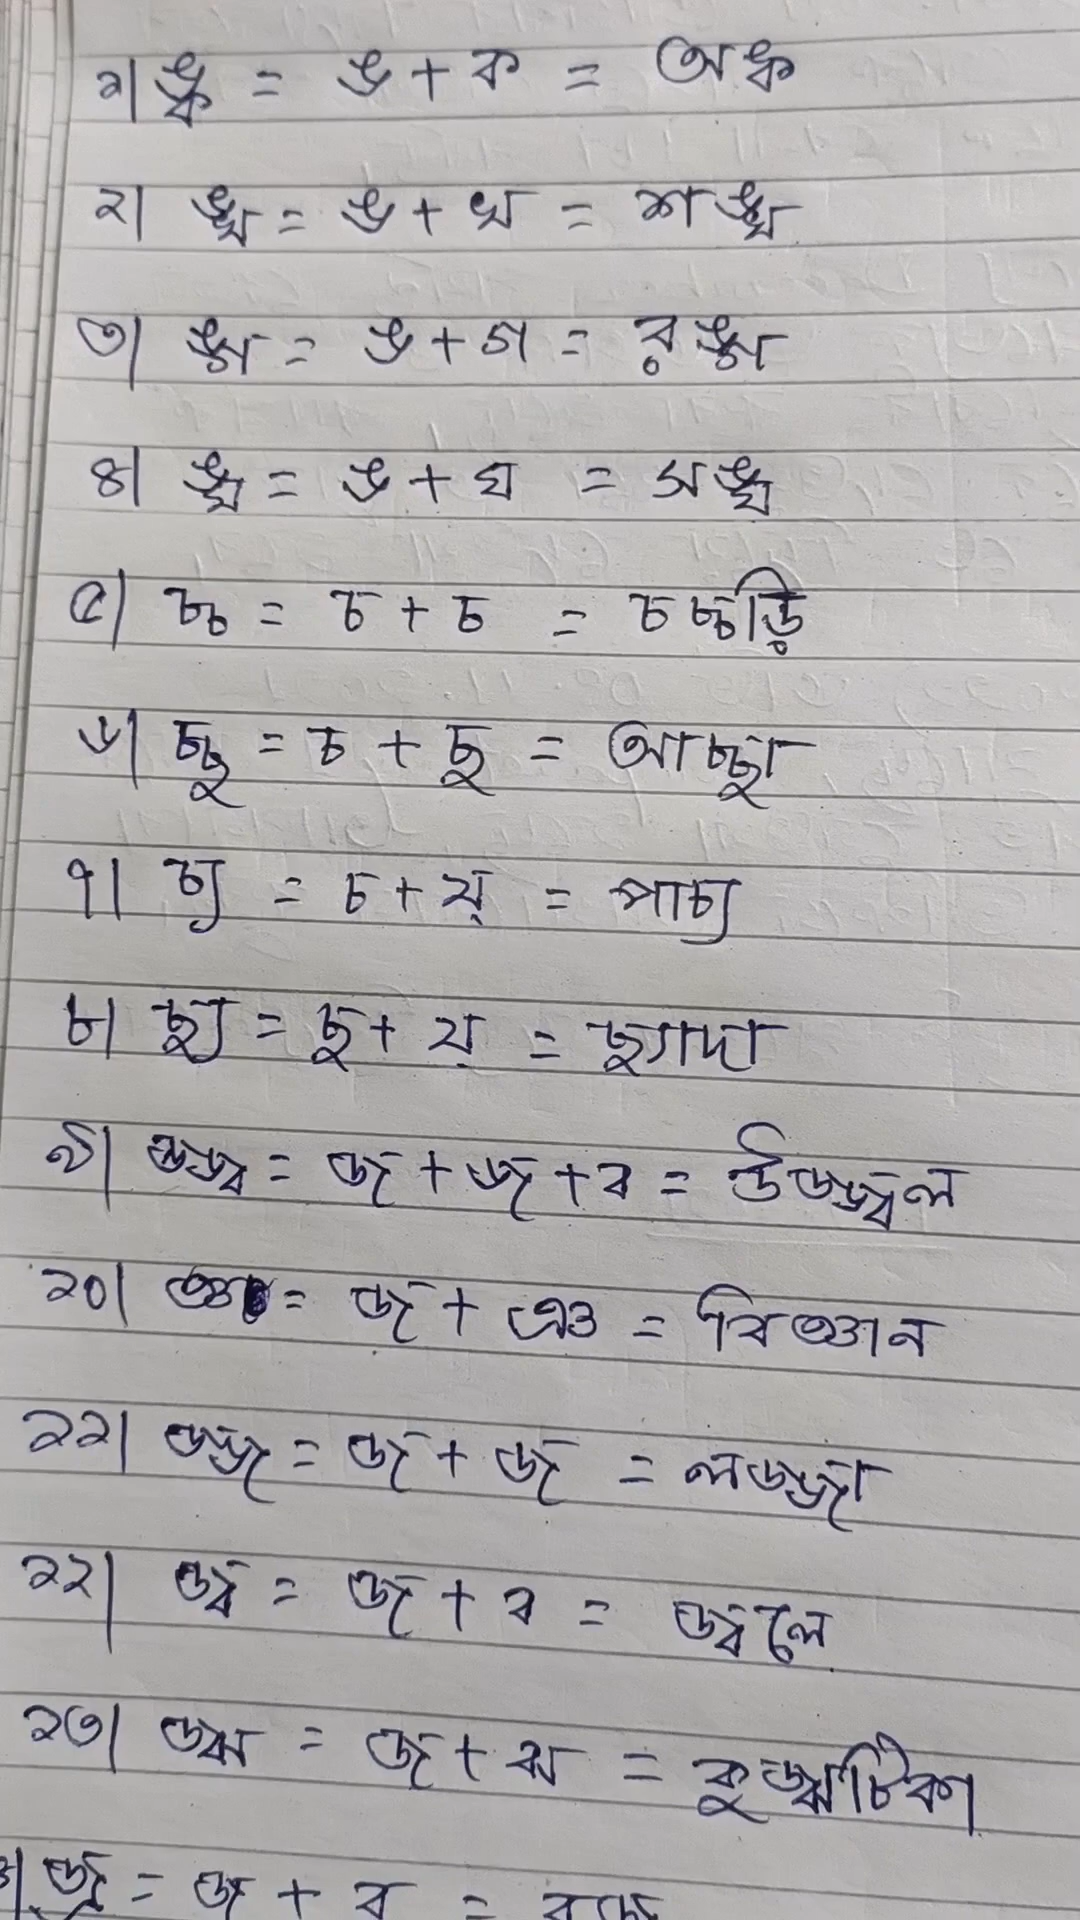 ১| ঙ্ক = ঙ + ক = অঙ্ক
২| ঙ্খ = ঙ + খ = শঙ্খ
৩| ঙ্গ = ঙ + গ = রঙ্গ
৪| ঙ্ঘ = ঙ + ঘ = সঙ্ঘ
৫| চ্চ = চ + চ = চচ্চড়ি
৬| চ্ছ = চ + ছ = আচ্ছা
৭| চ্য = চ + য্ = পাচ্য
৮| ছ্য = ছ + য্ = ছ্যাদা
৯| জ্জ্ব = জ + জ + ব = উজ্জ্বল
১০| জ্ঞ = জ + ঞ = বিজ্ঞান
১১| জ্জ = জ + জ = লজ্জা
১২| জ্ব = জ + ব = জ্বলে
১৩| জ্ঝ = জ + ঝ = কুজ্ঝটিকা
জ্র = জ + র =